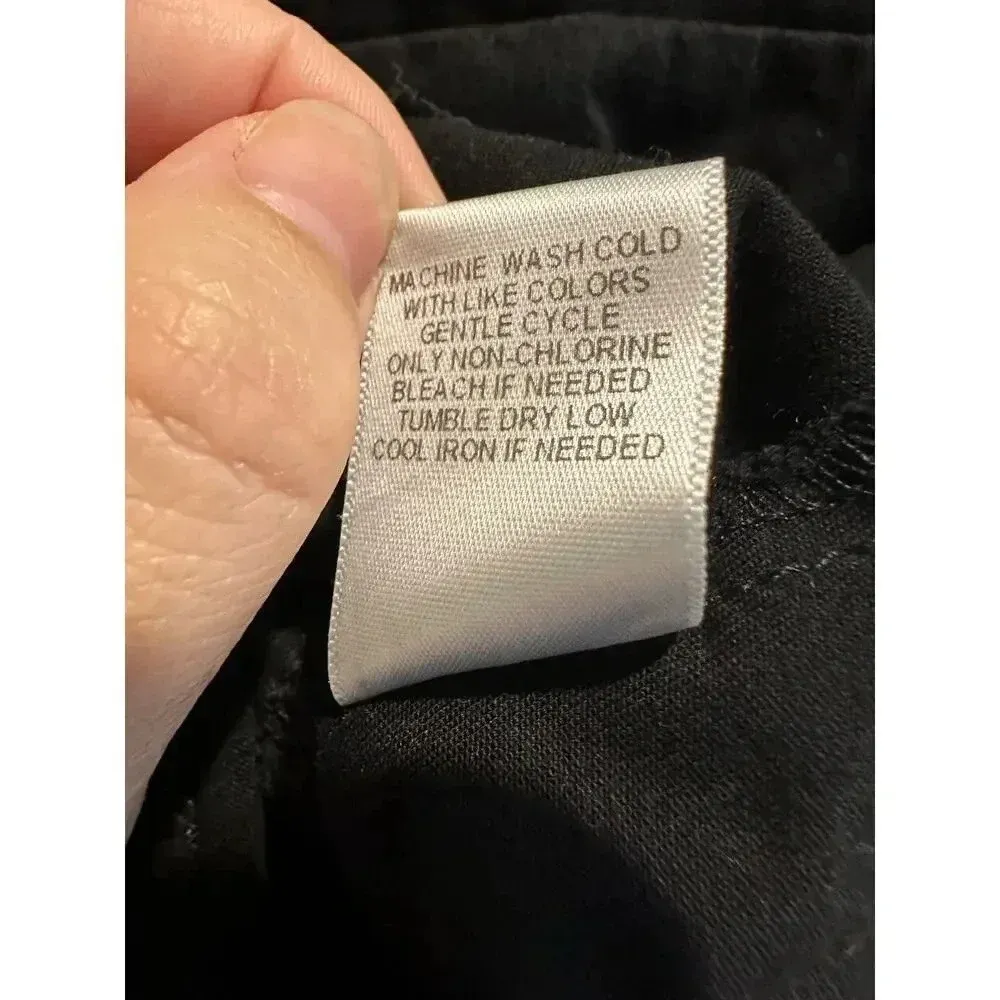 MACHINE WASH COLD
WITH LIKE COLORS
GENTLE CYCLE
ONLY NON-CHLORINE
BLEACH IF NEEDED
TUMBLE DRY LOW
COOL IRON IF NEEDED